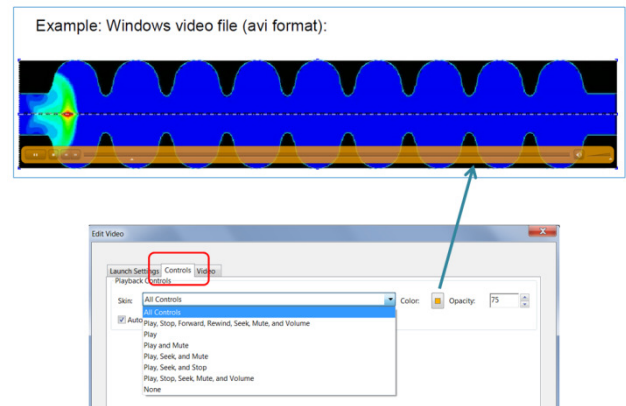 Example: Windows video file (avi format):
Edit Video
Launch Settings Controls Video
Playback Controls
Skin: All Controls Color: Opacity: 75
All Controls
Auto
Play, Stop, Forward, Rewind, Seek, Mute, and Volume
Play
Play and Mute
Play, Seek, and Mute
Play, Seek, and Stop
Play, Stop, Seek, Mute, and Volume
None